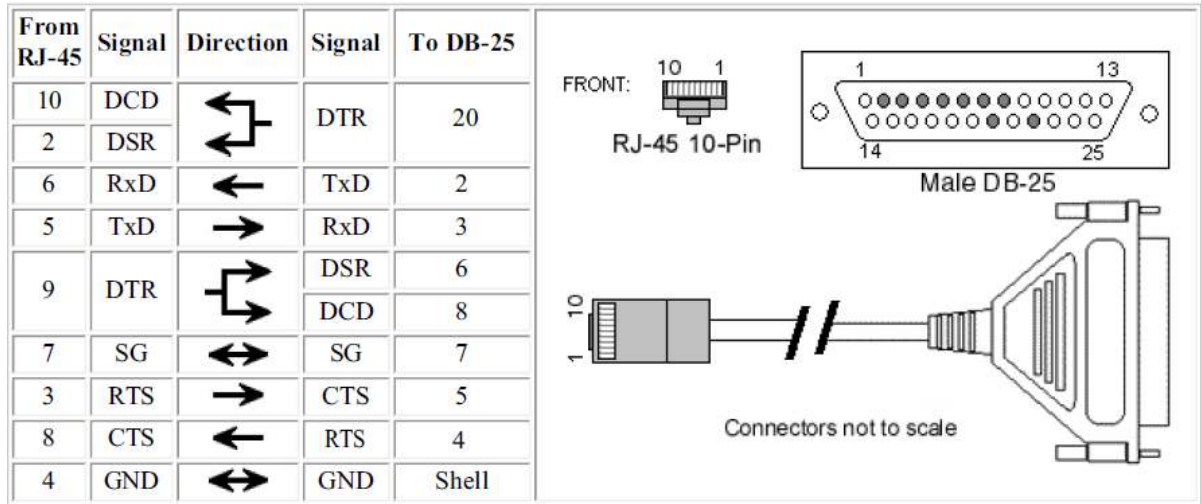 From RJ-45 Signal Direction Signal To DB-25
10 DCD DTR 20
2 DSR
6 RxD TxD 2
5 TxD RxD 3
9 DTR DSR 6
DCD 8
7 SG SG 7
3 RTS CTS 5
8 CTS RTS 4
4 GND GND Shell
FRONT: 10 1
RJ-45 10-Pin
1 13
14 25
Male DB-25
10
1
Connectors not to scale